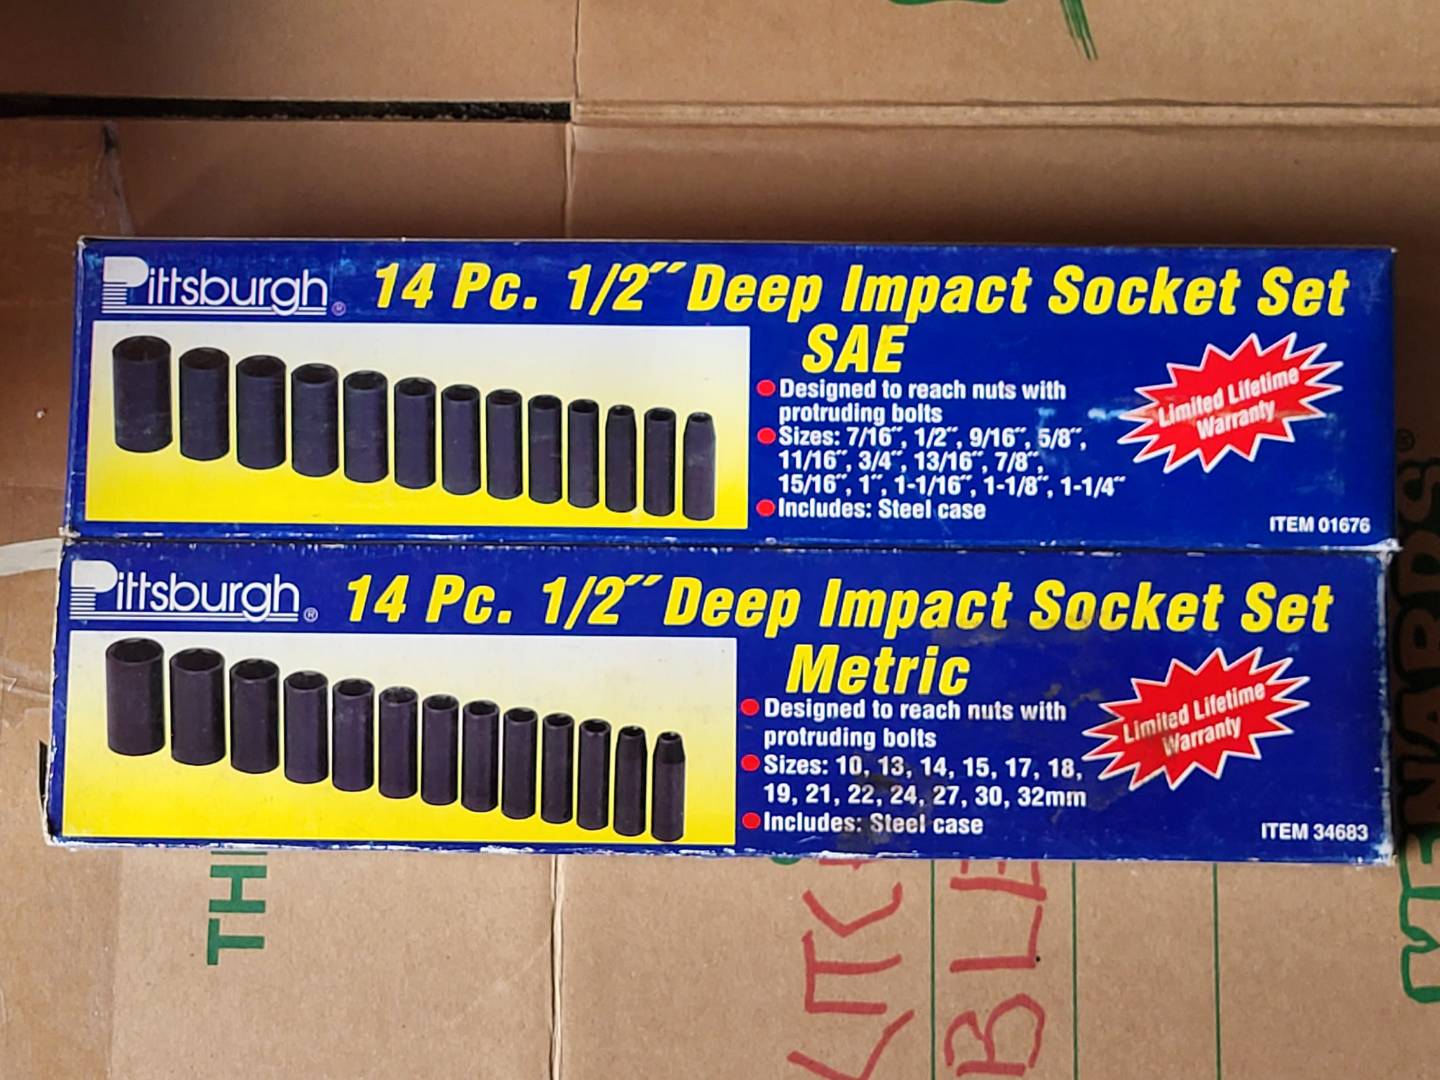 Pittsburgh®
14 Pc. 1/2″ Deep Impact Socket Set
SAE
Designed to reach nuts with
protruding bolts
Sizes: 7/16″, 1/2″, 9/16″, 5/8″,
11/16″, 3/4″, 13/16″, 7/8″,
15/16″, 1″, 1-1/16″, 1-1/8″, 1-1/4″
Includes: Steel case
Limited Lifetime
Warranty
ITEM 01676
Pittsburgh®
14 Pc. 1/2″ Deep Impact Socket Set
Metric
Designed to reach nuts with
protruding bolts
Sizes: 10, 13, 14, 15, 17, 18,
19, 21, 22, 24, 27, 30, 32mm
Includes: Steel case
Limited Lifetime
Warranty
ITEM 34683
MENARDS®